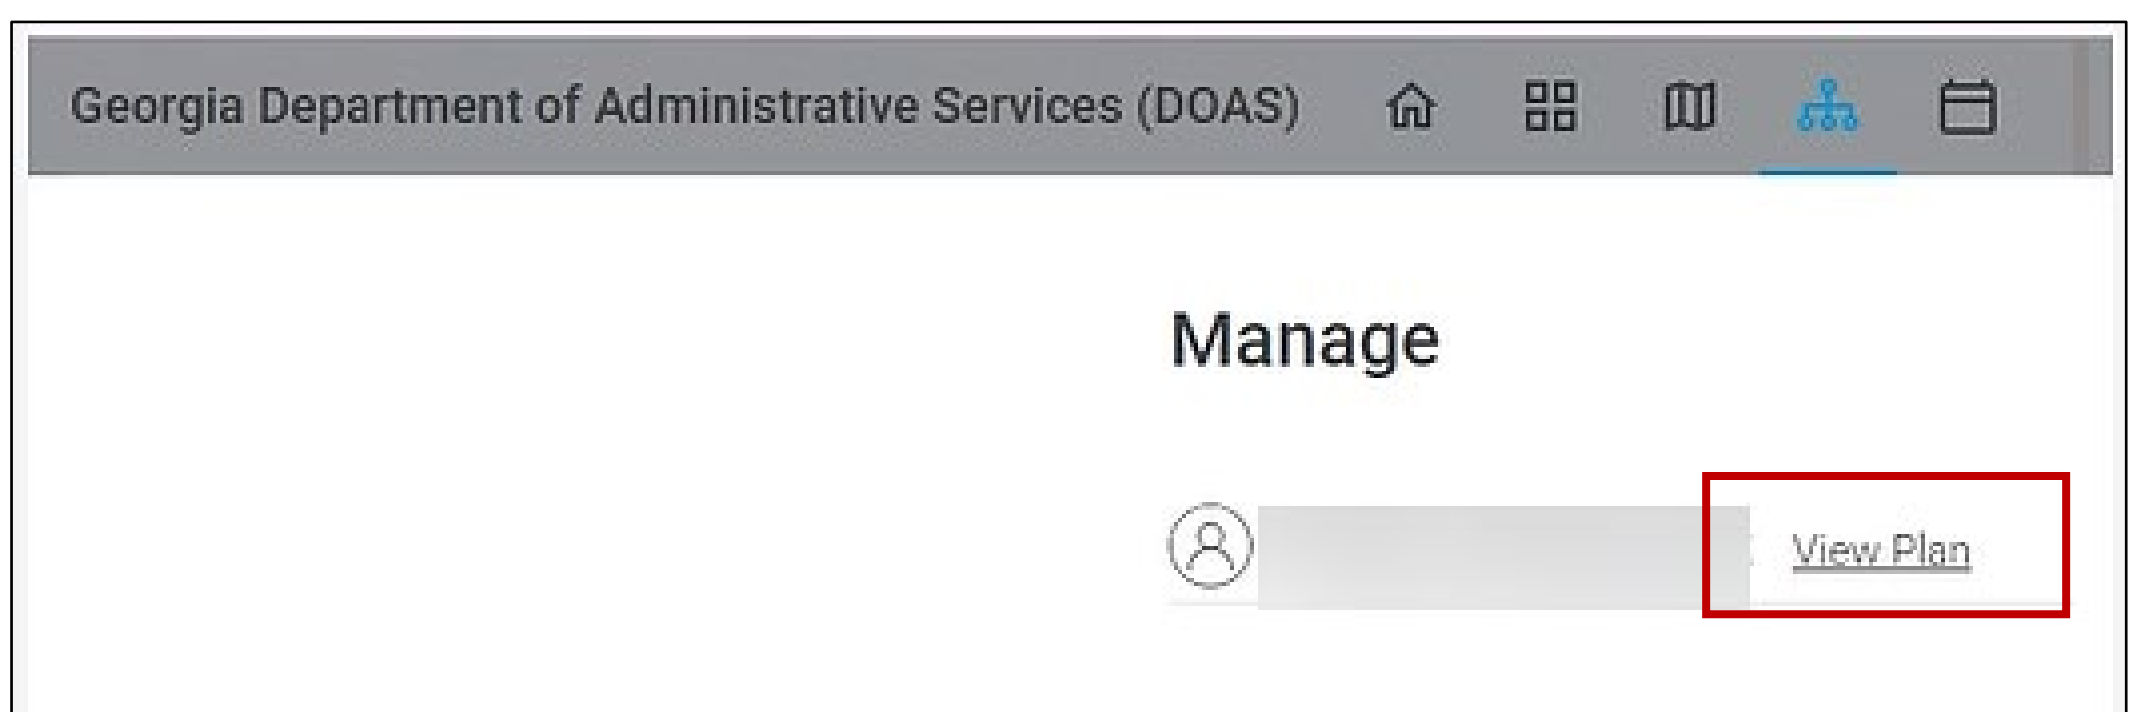 Georgia Department of Administrative Services (DOAS)
Manage
View Plan